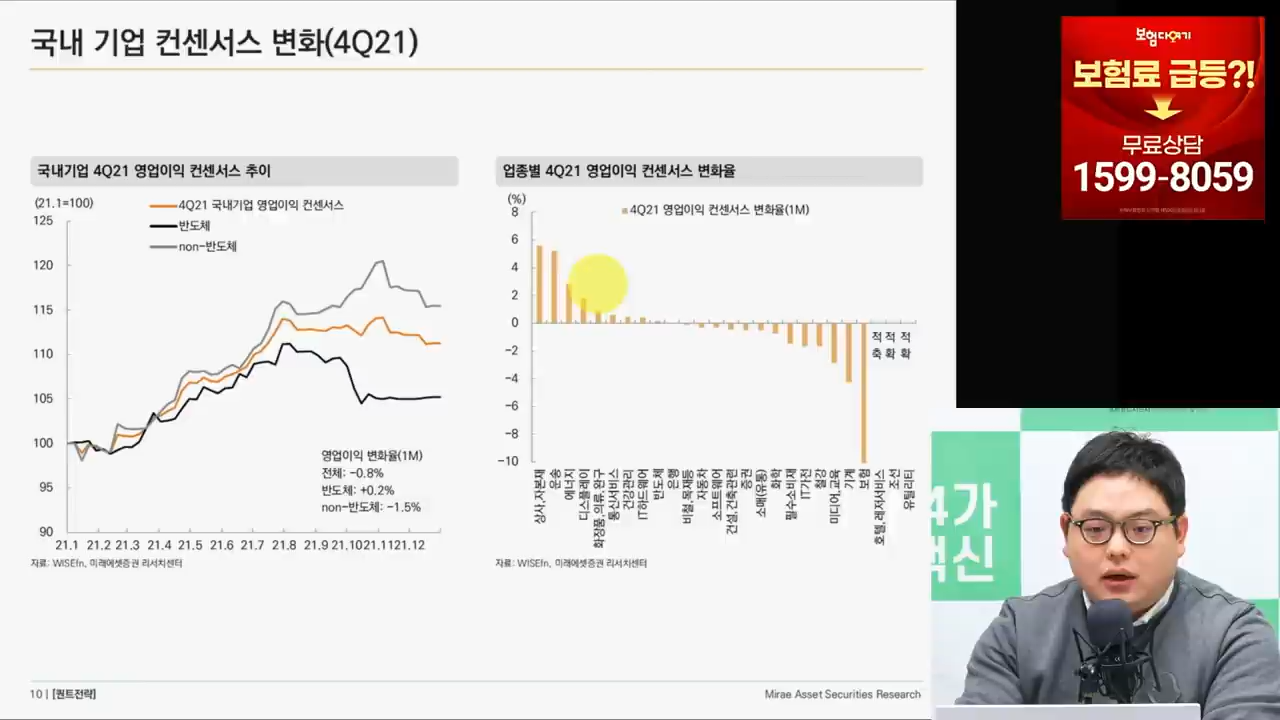 국내 기업 컨센서스 변화(4Q21)
국내기업 4Q21 영업이익 컨센서스 추이
(21.1=100)
4Q21 국내기업 영업이익 컨센서스
반도체
non-반도체
125
120
115
110
105
100
95
90
영업이익 변화율(1M)
전체: -0.8%
반도체: +0.2%
non-반도체: -1.5%
21.1 21.2 21.3 21.4 21.5 21.6 21.7 21.8 21.9 21.10 21.11 21.12
자료: WISEfn, 미래에셋증권 리서치센터
업종별 4Q21 영업이익 컨센서스 변화율
(%)
4Q21 영업이익 컨센서스 변화율(1M)
8
6
4
2
0
-2
-4
-6
-8
-10
적 적 적
축 확 확
상사,자본재
운송
에너지
디스플레이
화장품,의류,완구
통신서비스
건강관리
IT하드웨어
반도체
은행
비철,목재등
자동차
소프트웨어
건설,건축관련
증권
소매(유통)
화학
필수소비재
IT가전
철강
미디어,교육
기계
보험
호텔,레저서비스
조선
유틸리티
자료: WISEfn, 미래에셋증권 리서치센터
10 | [퀀트전략]
Mirae Asset Securities Research
보험다여기
보험료 급등?!
무료상담
1599-8059
4가
혁신